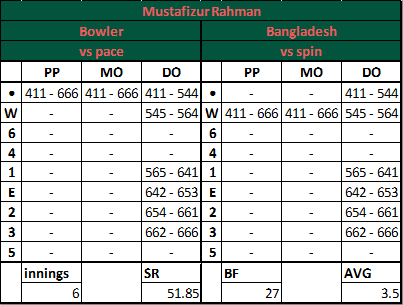 Mustafizur Rahman
Bowler Bangladesh
vs pace vs spin
PP MO DO PP MO DO
• 411 - 666 411 - 666 411 - 544 • - - 411 - 544
W - - 545 - 564 W 411 - 666 411 - 666 545 - 564
6 - - - 6 - - -
4 - - - 4 - - -
1 - - 565 - 641 1 - - 565 - 641
E - - 642 - 653 E - - 642 - 653
2 - - 654 - 661 2 - - 654 - 661
3 - - 662 - 666 3 - - 662 - 666
5 - - - 5 - - -
innings SR BF AVG
6 51.85 27 3.5